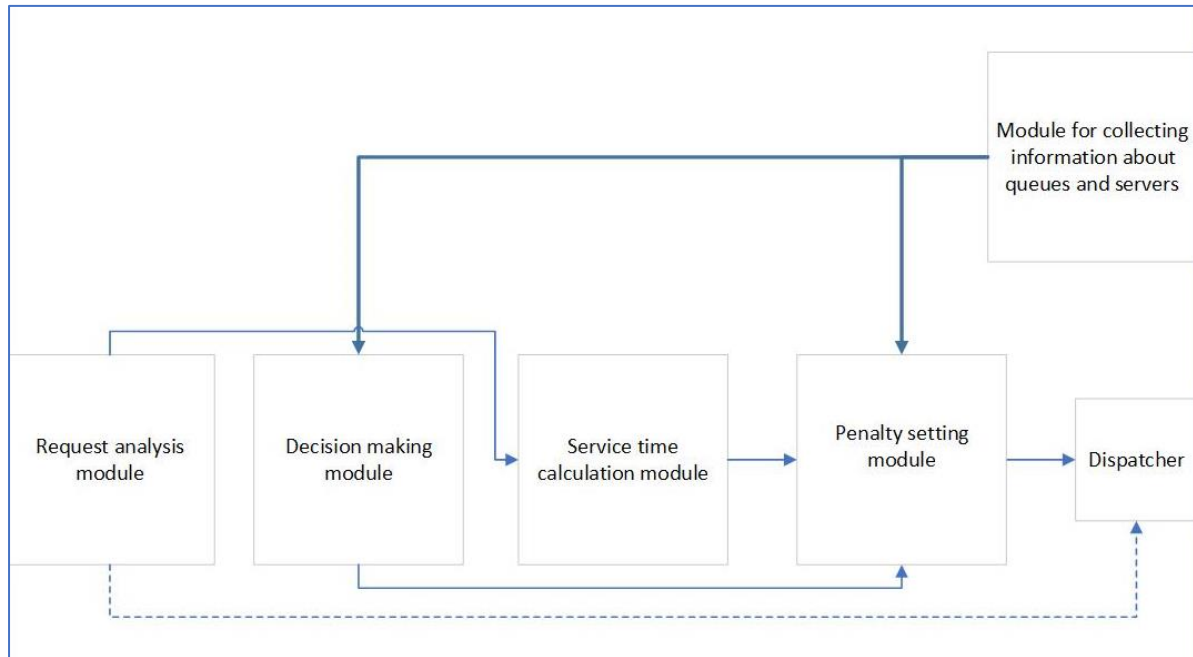 Module for collecting
information about
queues and servers
Request analysis
module
Decision making
module
Service time
calculation module
Penalty setting
module
Dispatcher